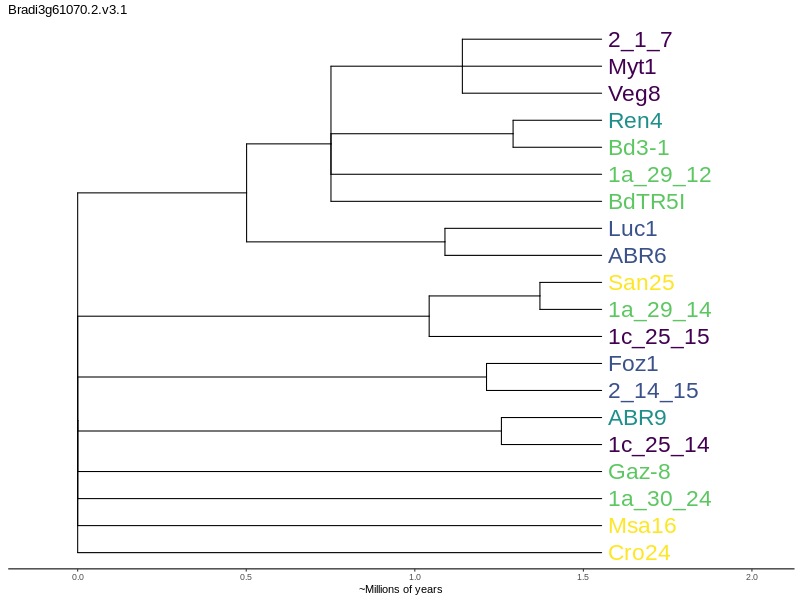 Bradi3g61070.2.v3.1
2_1_7
Myt1
Veg8
Ren4
Bd3-1
1a_29_12
BdTR5I
Luc1
ABR6
San25
1a_29_14
1c_25_15
Foz1
2_14_15
ABR9
1c_25_14
Gaz-8
1a_30_24
Msa16
Cro24
0.0 0.5 1.0 1.5 2.0
~Millions of years